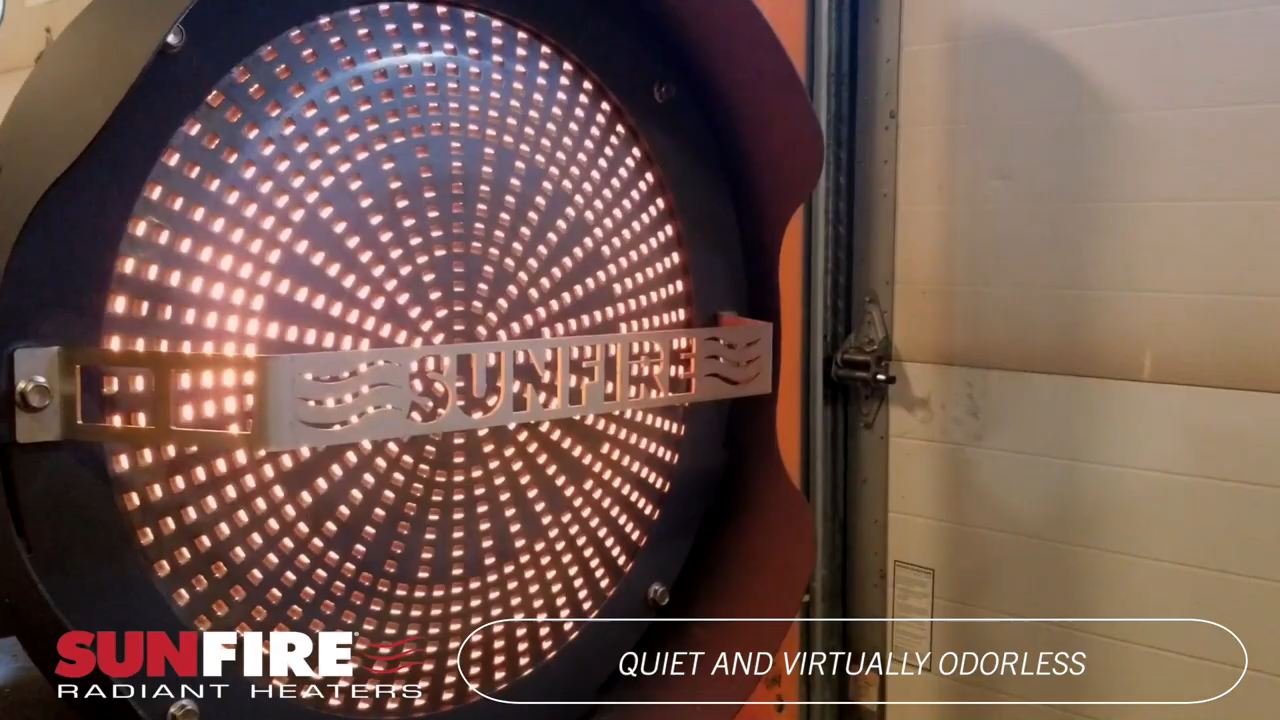 SUNFIRE
SUNFIRE
RADIANT HEATERS
QUIET AND VIRTUALLY ODORLESS